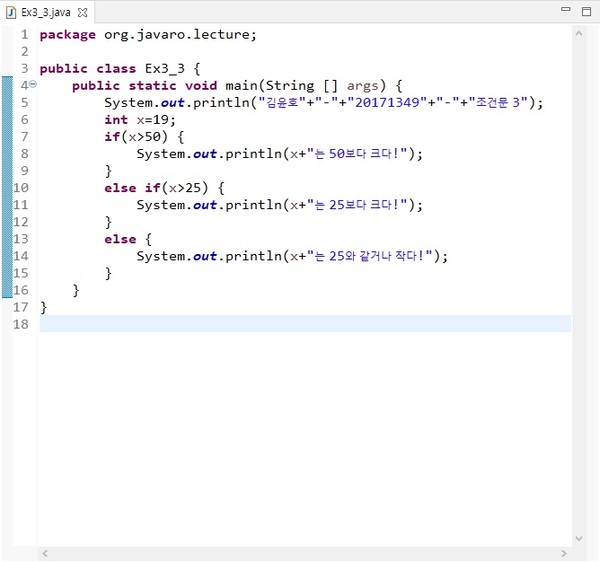 Ex3_3.java
1 package org.javaro.lecture;
2
3 public class Ex3_3 {
4 public static void main(String [] args) {
5 System.out.println("김윤호"+"-"+"20171349"+"-"+"조건문 3");
6 int x=19;
7 if(x>50) {
8 System.out.println(x+"는 50보다 크다!");
9 }
10 else if(x>25) {
11 System.out.println(x+"는 25보다 크다!");
12 }
13 else {
14 System.out.println(x+"는 25와 같거나 작다!");
15 }
16 }
17 }
18